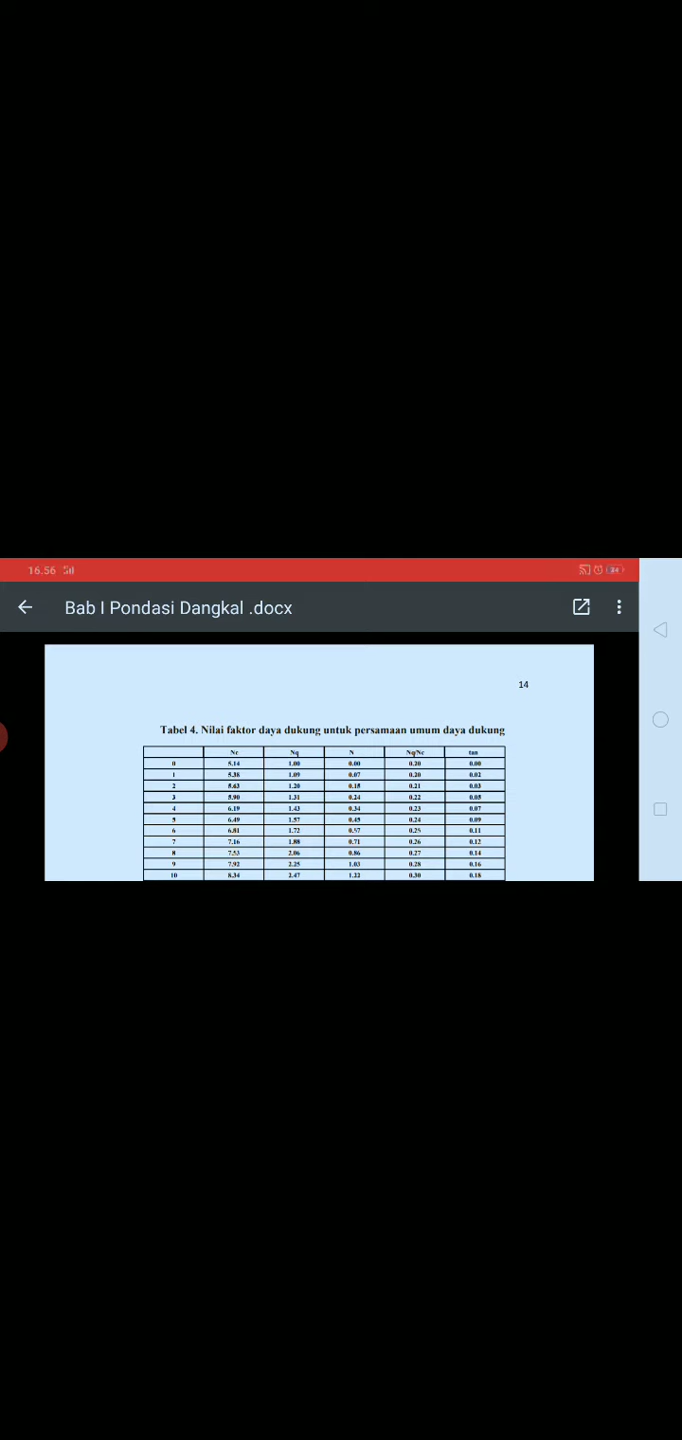 16.56
24
Bab I Pondasi Dangkal .docx
14
Tabel 4. Nilai faktor daya dukung untuk persamaan umum daya dukung
Nc Nq N Nq/Nc tan
0 5.14 1.00 0.00 0.20 0.00
1 5.38 1.09 0.07 0.20 0.02
2 5.63 1.20 0.15 0.21 0.03
3 5.90 1.31 0.24 0.22 0.05
4 6.19 1.43 0.34 0.23 0.07
5 6.49 1.57 0.45 0.24 0.09
6 6.81 1.72 0.57 0.25 0.11
7 7.16 1.88 0.71 0.26 0.12
8 7.53 2.06 0.86 0.27 0.14
9 7.92 2.25 1.03 0.28 0.16
10 8.34 2.47 1.22 0.30 0.18